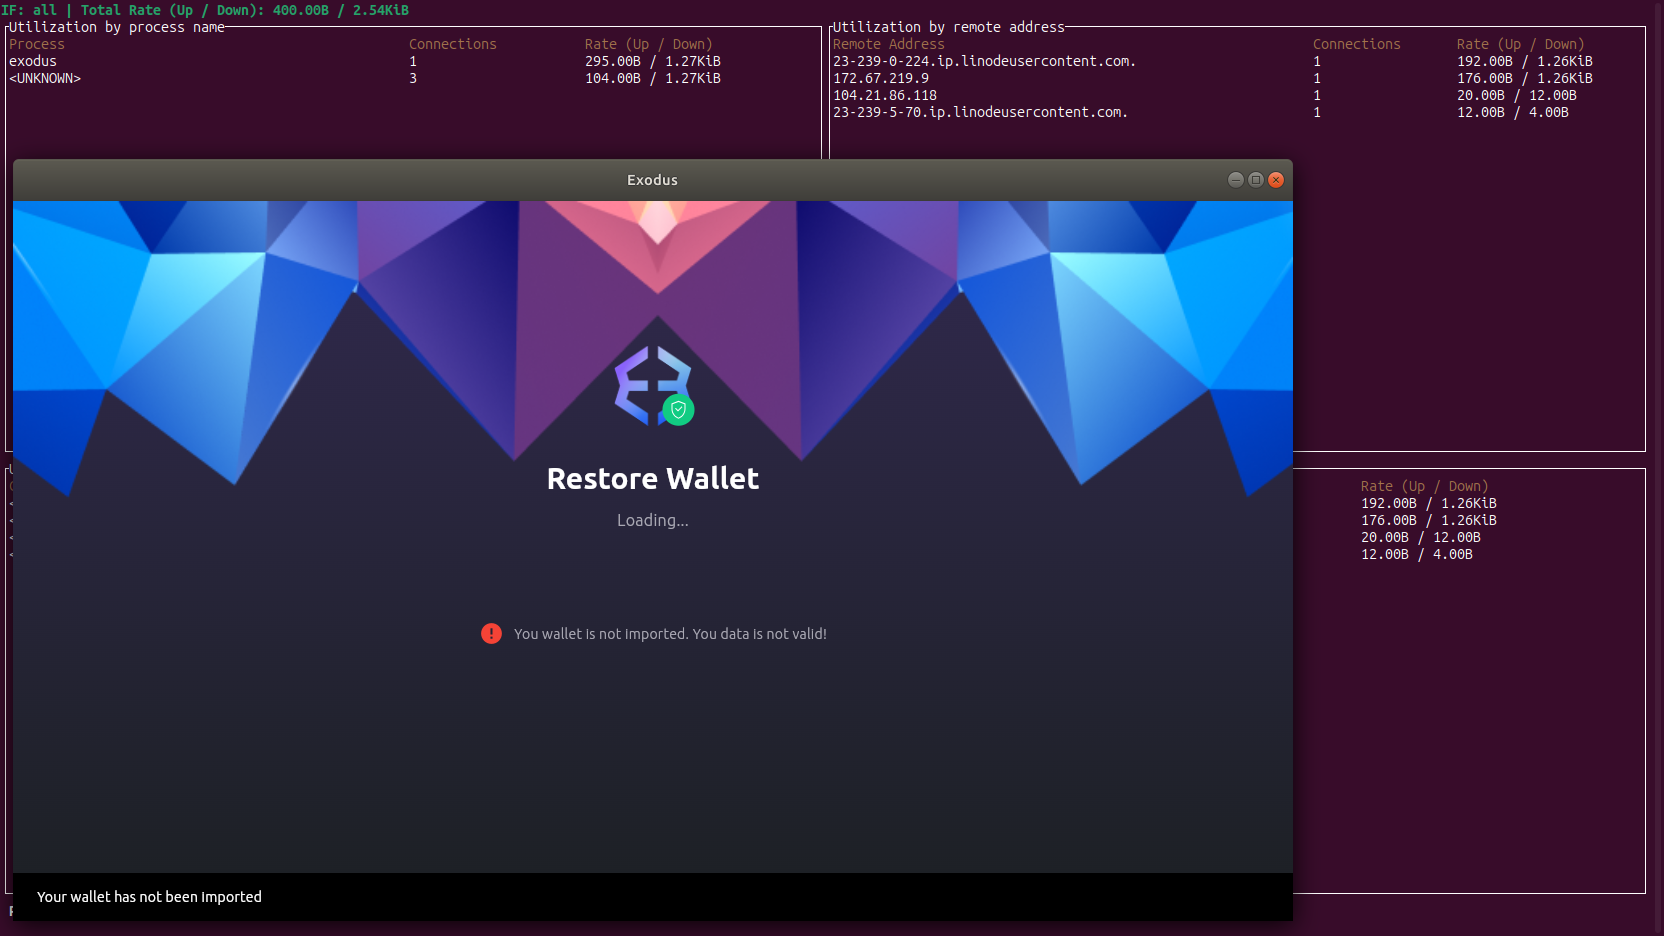 IF: all | Total Rate (Up / Down): 400.00B / 2.54KiB
Utilization by process name
Process Connections Rate (Up / Down)
exodus 1 295.00B / 1.27KiB
<UNKNOWN> 3 104.00B / 1.27KiB
Utilization by remote address
Remote Address Connections Rate (Up / Down)
23-239-0-224.ip.linodeusercontent.com. 1 192.00B / 1.26KiB
172.67.219.9 1 176.00B / 1.26KiB
104.21.86.118 1 20.00B / 12.00B
23-239-5-70.ip.linodeusercontent.com. 1 12.00B / 4.00B
Exodus
Restore Wallet
Loading...
You wallet is not imported. You data is not valid!
Your wallet has not been imported
Rate (Up / Down)
192.00B / 1.26KiB
176.00B / 1.26KiB
20.00B / 12.00B
12.00B / 4.00B